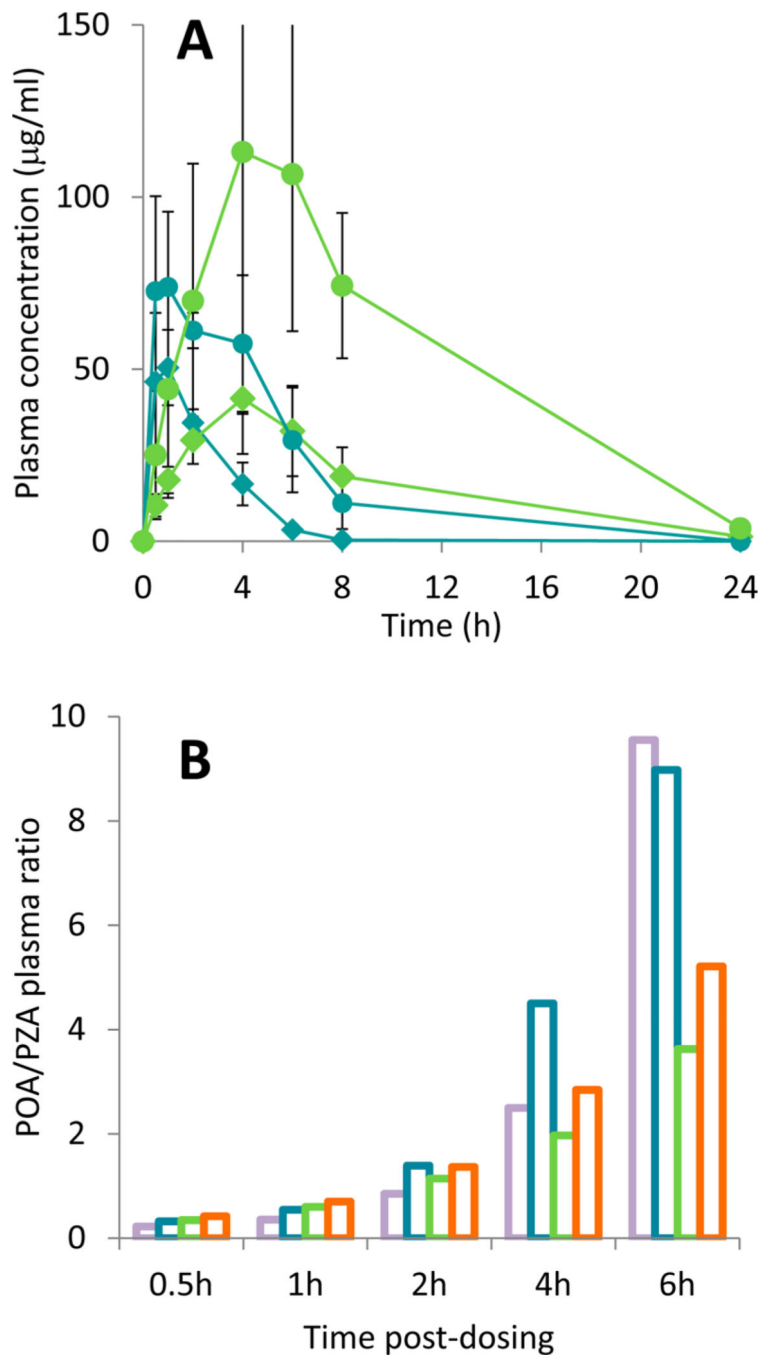 A
Plasma concentration (µg/ml)
150
100
50
0
0 4 8 12 16 20 24
Time (h)
B
POA/PZA plasma ratio
10
8
6
4
2
0
0.5h 1h 2h 4h 6h
Time post-dosing